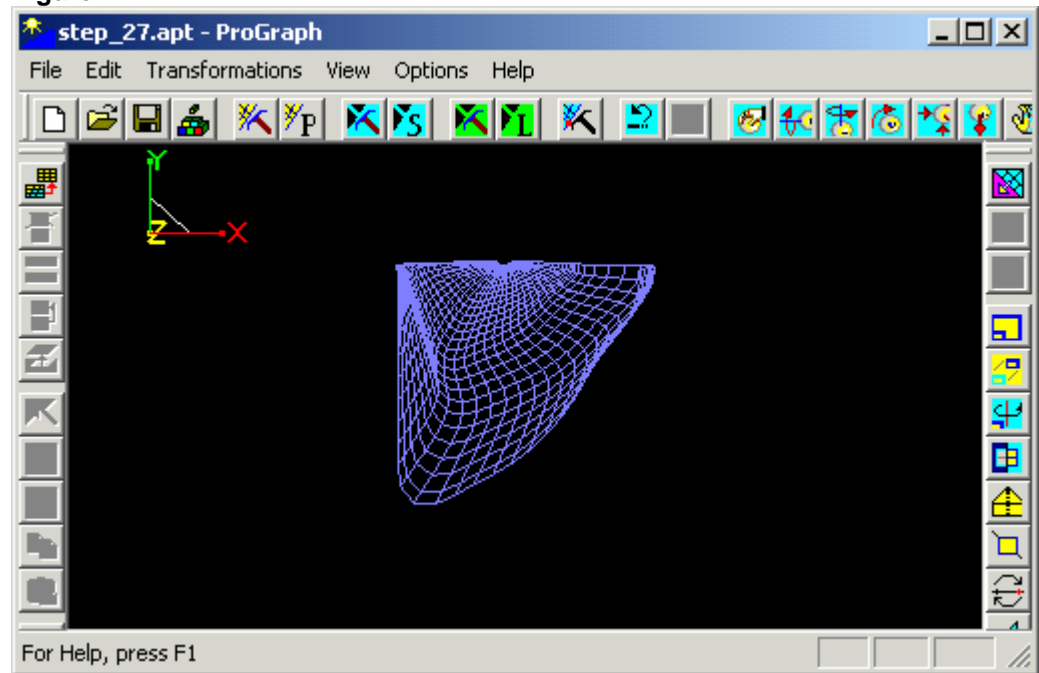 step_27.apt - ProGraph
File Edit Transformations View Options Help
P S L
Y
Z X
For Help, press F1